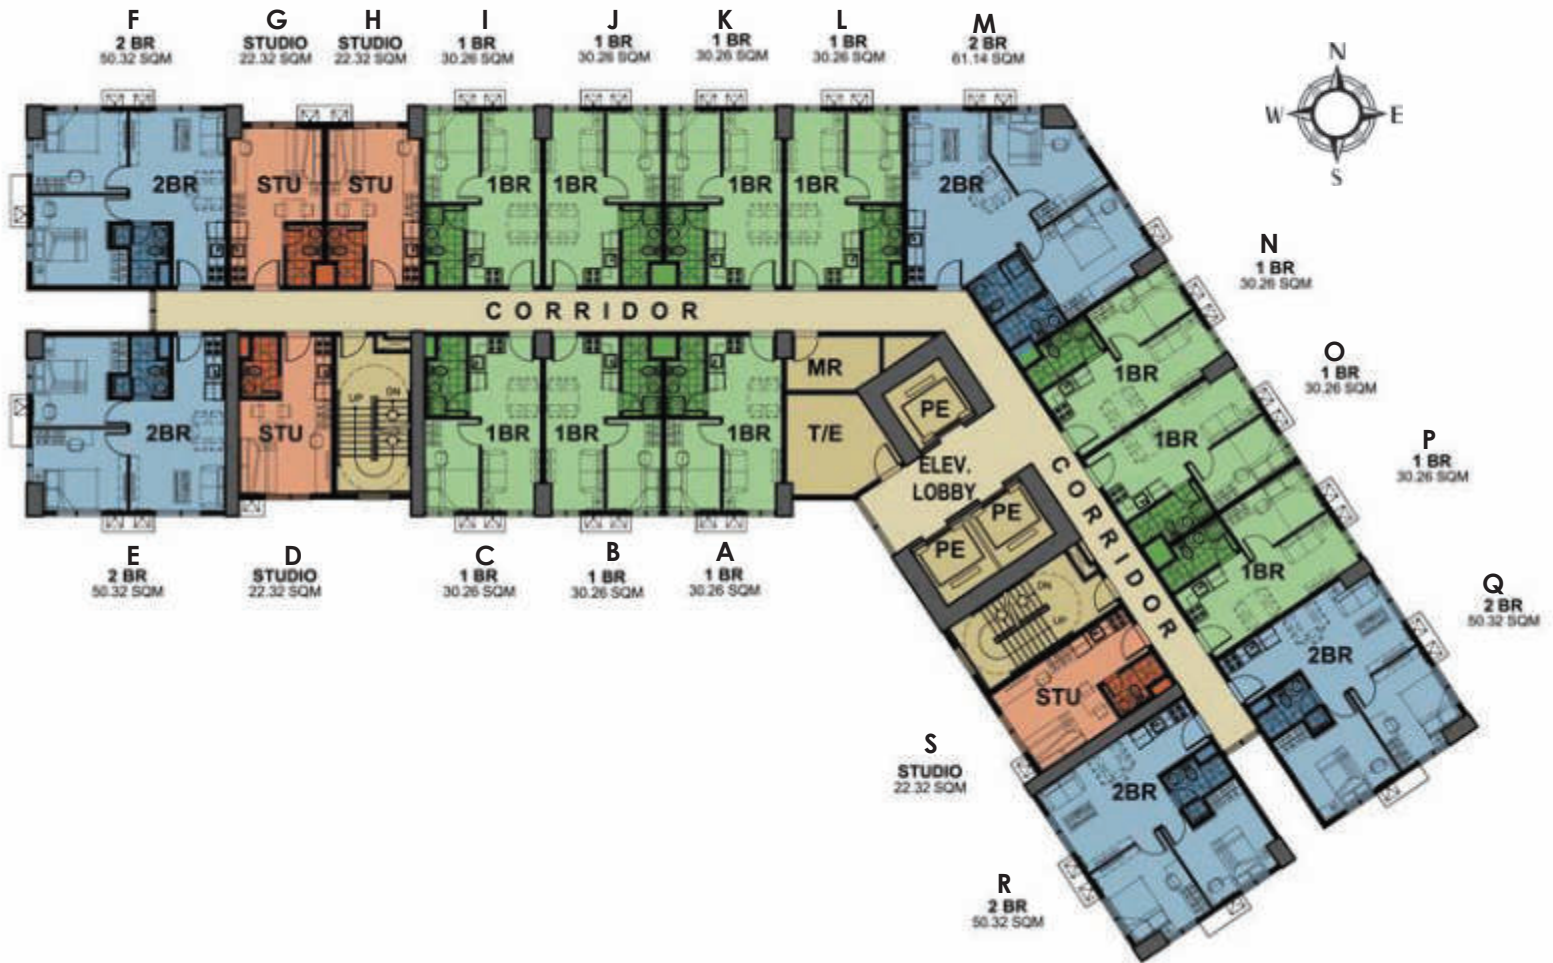 F
2 BR
50.32 SQM
G
STUDIO
22.32 SQM
H
STUDIO
22.32 SQM
I
1 BR
30.26 SQM
J
1 BR
30.26 SQM
K
1 BR
30.26 SQM
L
1 BR
30.26 SQM
M
2 BR
61.14 SQM
N
W
E
S
2BR
STU
STU
1BR
1BR
1BR
1BR
2BR
N
1 BR
30.26 SQM
CORRIDOR
O
1 BR
30.26 SQM
MR
1BR
PE
UP
DN
2BR
STU
1BR
1BR
1BR
T/E
1BR
P
1 BR
30.26 SQM
ELEV.
LOBBY
CORRIDOR
PE
PE
1BR
E
2 BR
50.32 SQM
D
STUDIO
22.32 SQM
C
1 BR
30.26 SQM
B
1 BR
30.26 SQM
A
1 BR
30.26 SQM
DN
UP
Q
2 BR
50.32 SQM
2BR
STU
S
STUDIO
22.32 SQM
2BR
R
2 BR
50.32 SQM